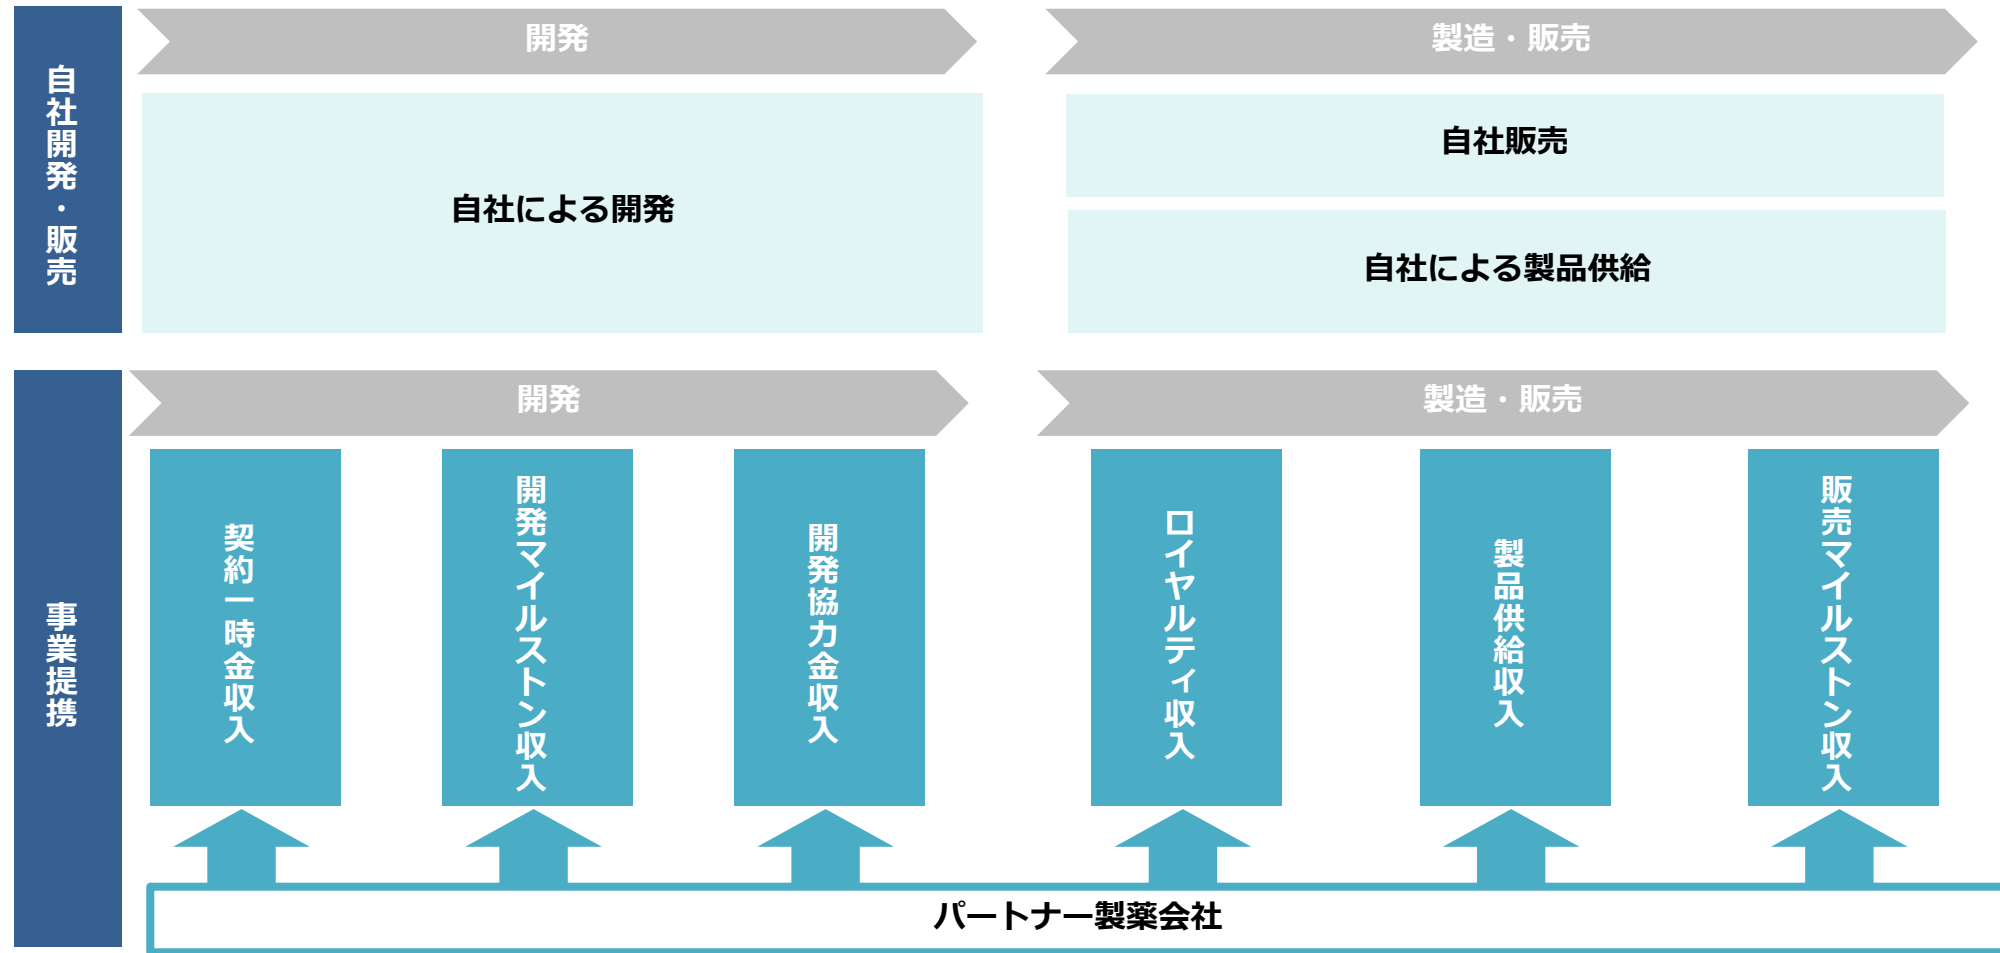 自社開発・販売
開発
製造・販売
自社による開発
自社販売
自社による製品供給
事業提携
開発
製造・販売
契約一時金収入
開発マイルストン収入
開発協力金収入
ロイヤルティ収入
製品供給収入
販売マイルストン収入
パートナー製薬会社